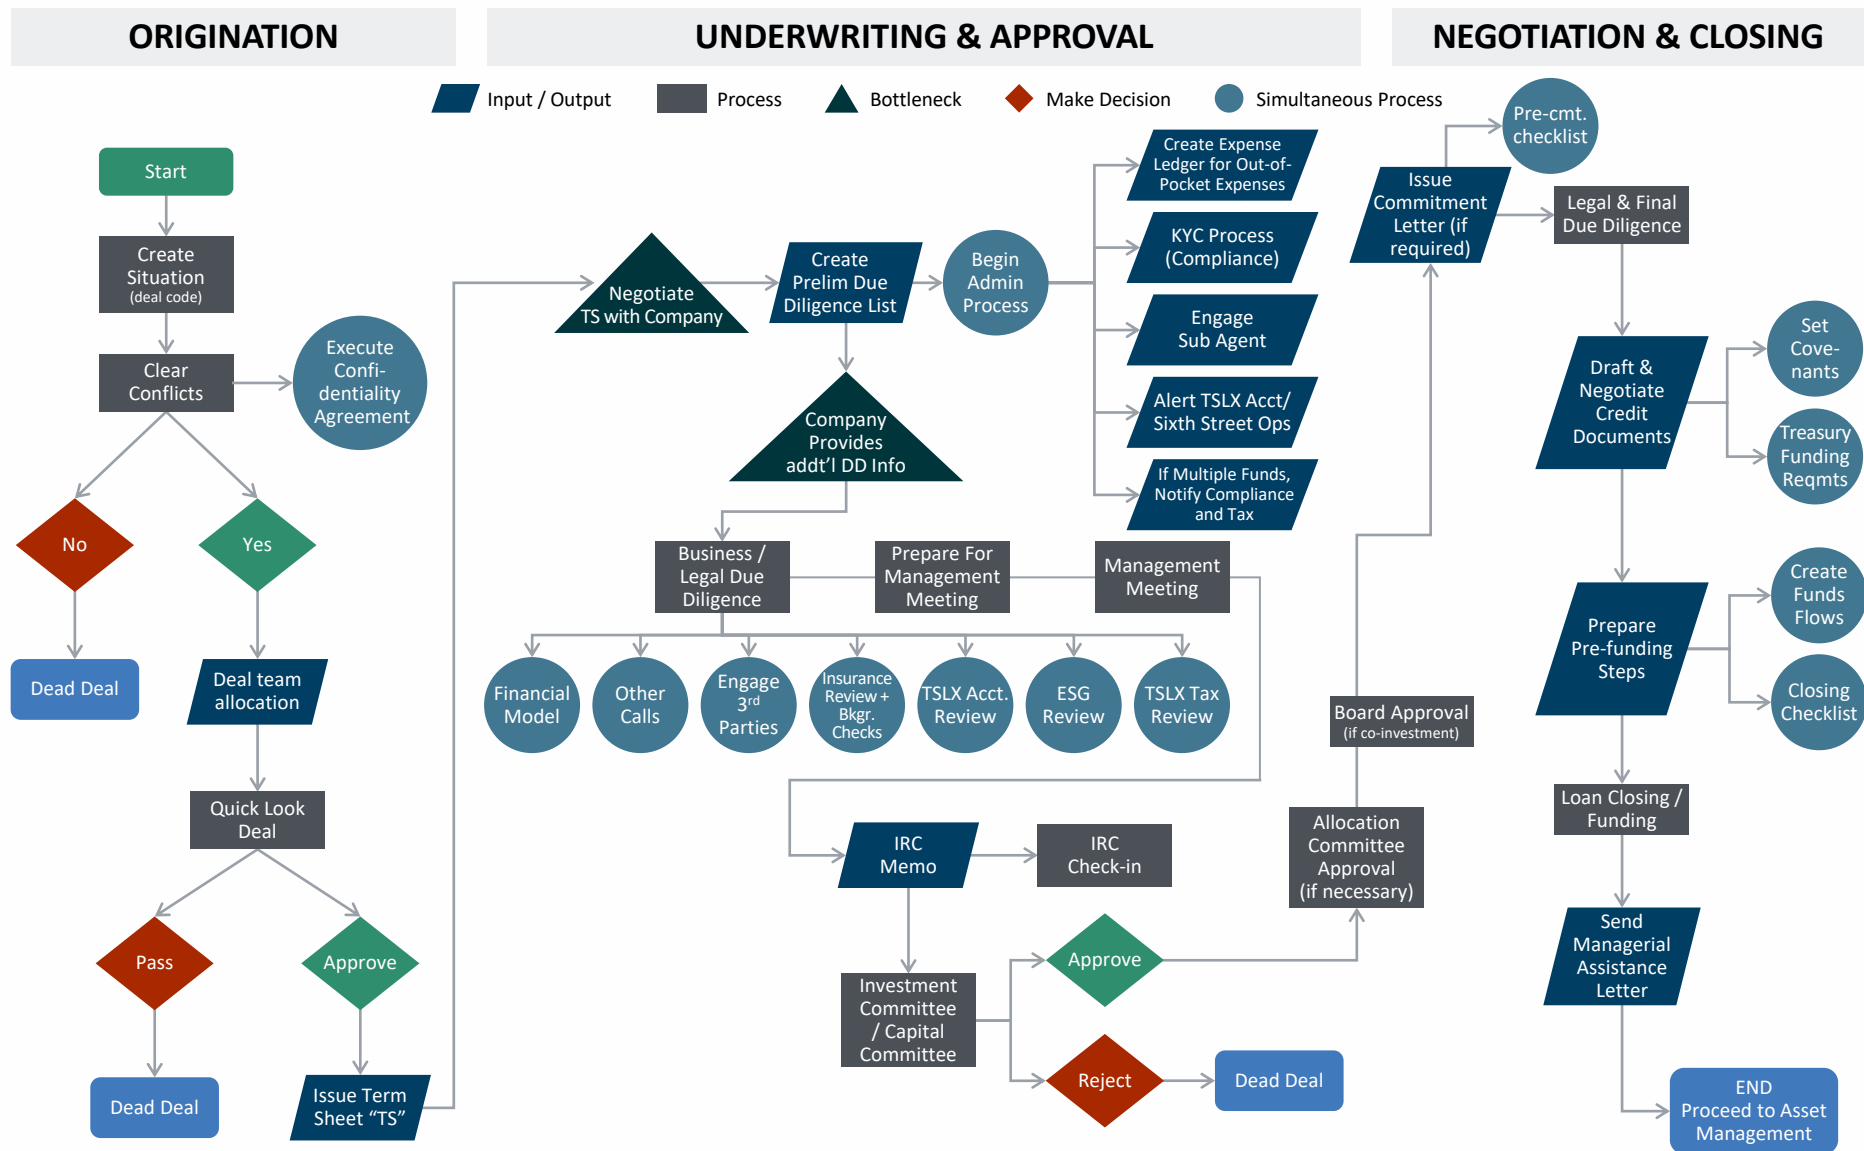 ORIGINATION
UNDERWRITING & APPROVAL
NEGOTIATION & CLOSING
Input / Output
Process
Bottleneck
Make Decision
Simultaneous Process
Start
Create
Situation
(deal code)
Clear
Conflicts
Execute
Confi-
dentiality
Agreement
No
Yes
Dead Deal
Deal team
allocation
Quick Look
Deal
Pass
Approve
Dead Deal
Issue Term
Sheet “TS”
Negotiate
TS with Company
Create
Prelim Due
Diligence List
Begin
Admin
Process
Create Expense
Ledger for Out-of-
Pocket Expenses
KYC Process
(Compliance)
Engage
Sub Agent
Alert TSLX Acct/
Sixth Street Ops
If Multiple Funds,
Notify Compliance
and Tax
Company
Provides
addt’l DD Info
Business /
Legal Due
Diligence
Prepare For
Management
Meeting
Management
Meeting
Financial
Model
Other
Calls
Engage
3rd
Parties
Insurance
Review +
Bkgr.
Checks
TSLX Acct.
Review
ESG
Review
TSLX Tax
Review
IRC
Memo
IRC
Check-in
Investment
Committee
/ Capital
Committee
Approve
Reject
Dead Deal
Allocation
Committee
Approval
(if necessary)
Board Approval
(if co-investment)
Issue
Commitment
Letter (if
required)
Pre-cmt.
checklist
Legal & Final
Due Diligence
Draft &
Negotiate
Credit
Documents
Set
Cove-
nants
Treasury
Funding
Reqmts
Prepare
Pre-funding
Steps
Create
Funds
Flows
Closing
Checklist
Loan Closing /
Funding
Send
Managerial
Assistance
Letter
END
Proceed to Asset
Management